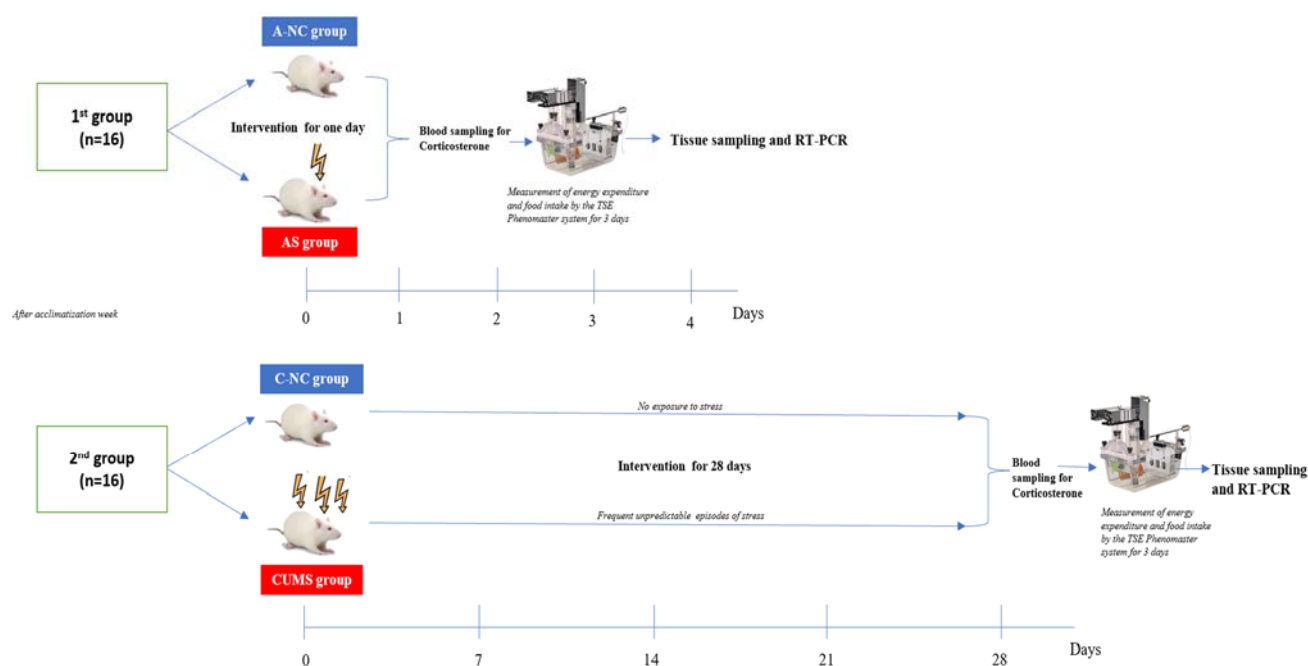 A-NC group
1st group
(n=16)
Intervention for one day
Blood sampling for
Corticosterone
Tissue sampling and RT-PCR
Measurement of energy expenditure
and food intake by the TSE
Phenomaster system for 3 days
AS group
After acclimatization week
0 1 2 3 4 Days
C-NC group
No exposure to stress
2nd group
(n=16)
Intervention for 28 days
Blood
sampling for
Corticosterone
Tissue sampling
and RT-PCR
Frequent unpredictable episodes of stress
Measurement of energy
expenditure and food intake
by the TSE Phenomaster
system for 3 days
CUMS group
0 7 14 21 28 Days